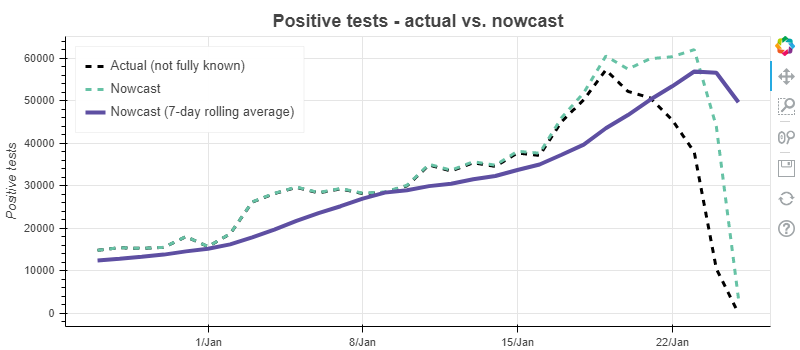 Positive tests - actual vs. nowcast
Actual (not fully known)
Nowcast
Nowcast (7-day rolling average)
Positive tests
60000
50000
40000
30000
20000
10000
0
1/Jan
8/Jan
15/Jan
22/Jan